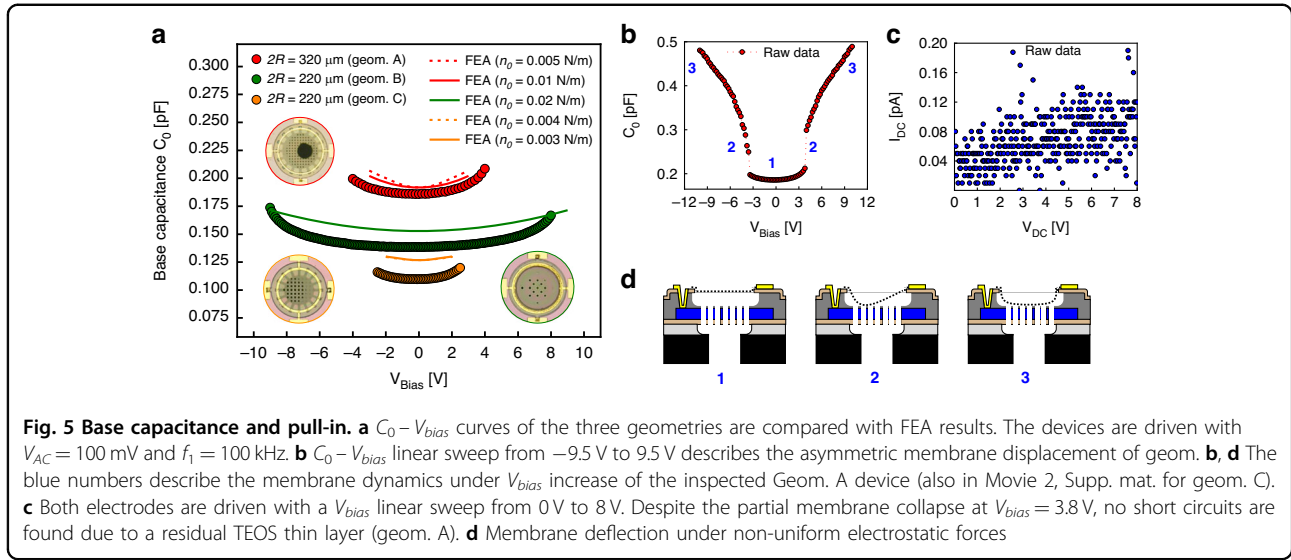 a
0.300
0.275
0.250
0.225
0.200
0.175
0.150
0.125
0.100
0.075
Base capacitance C₀ [pF]
2R = 320 μm (geom. A)
2R = 220 μm (geom. B)
2R = 220 μm (geom. C)
FEA (n₀ = 0.005 N/m)
FEA (n₀ = 0.01 N/m)
FEA (n₀ = 0.02 N/m)
FEA (n₀ = 0.004 N/m)
FEA (n₀ = 0.003 N/m)
−10 −8 −6 −4 −2 0 2 4 6 8 10
V_Bias [V]
b
Raw data
0.5
0.4
0.3
0.2
C₀ [pF]
3 3
2 2
1
−12 −9 −6 −3 0 3 6 9 12
V_Bias [V]
c
Raw data
0.20
0.16
0.12
0.08
0.04
I_DC [pA]
0 1 2 3 4 5 6 7 8
V_DC [V]
d
1 2 3
Fig. 5 Base capacitance and pull-in. a C₀ – V_bias curves of the three geometries are compared with FEA results. The devices are driven with
V_AC = 100 mV and f₁ = 100 kHz. b C₀ – V_bias linear sweep from −9.5 V to 9.5 V describes the asymmetric membrane displacement of geom. b, d The
blue numbers describe the membrane dynamics under V_bias increase of the inspected Geom. A device (also in Movie 2, Supp. mat. for geom. C).
c Both electrodes are driven with a V_bias linear sweep from 0 V to 8 V. Despite the partial membrane collapse at V_bias = 3.8 V, no short circuits are
found due to a residual TEOS thin layer (geom. A). d Membrane deflection under non-uniform electrostatic forces